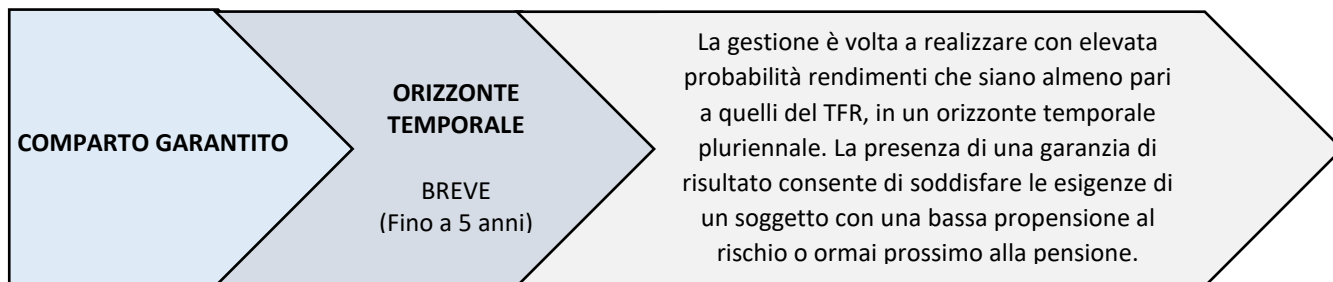 COMPARTO GARANTITO
ORIZZONTE
TEMPORALE
BREVE
(Fino a 5 anni)
La gestione è volta a realizzare con elevata
probabilità rendimenti che siano almeno pari
a quelli del TFR, in un orizzonte temporale
pluriennale. La presenza di una garanzia di
risultato consente di soddisfare le esigenze di
un soggetto con una bassa propensione al
rischio o ormai prossimo alla pensione.